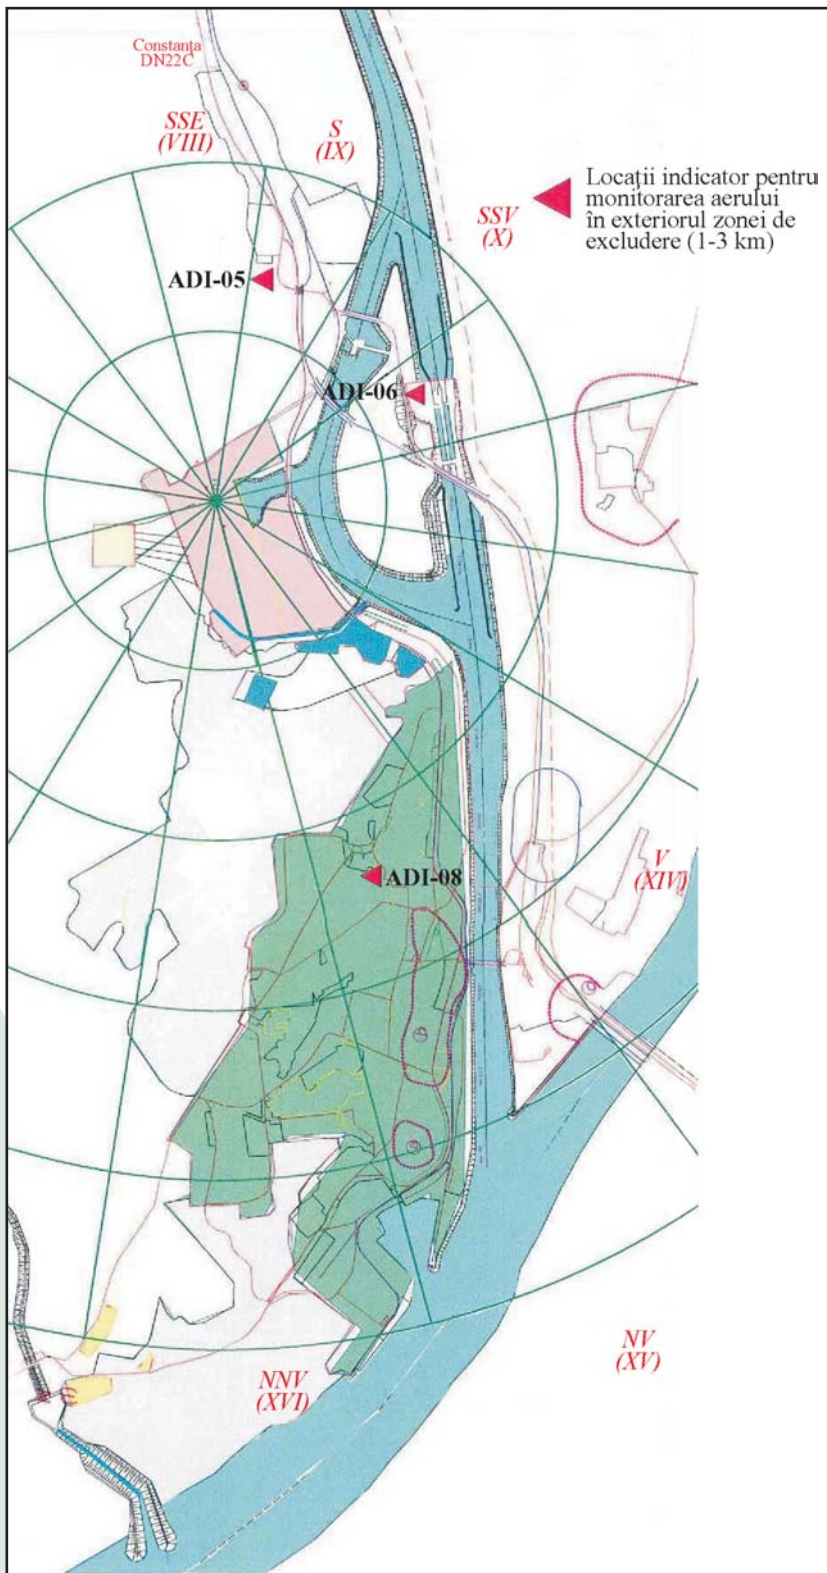 Constanța
DN22C
SSE
(VIII)
S
(IX)
SSV
(X)
Locații indicator pentru
monitorarea aerului
în exteriorul zonei de
excludere (1-3 km)
ADI-05
ADI-06
ADI-08
V
(XIV)
NV
(XV)
NNV
(XVI)